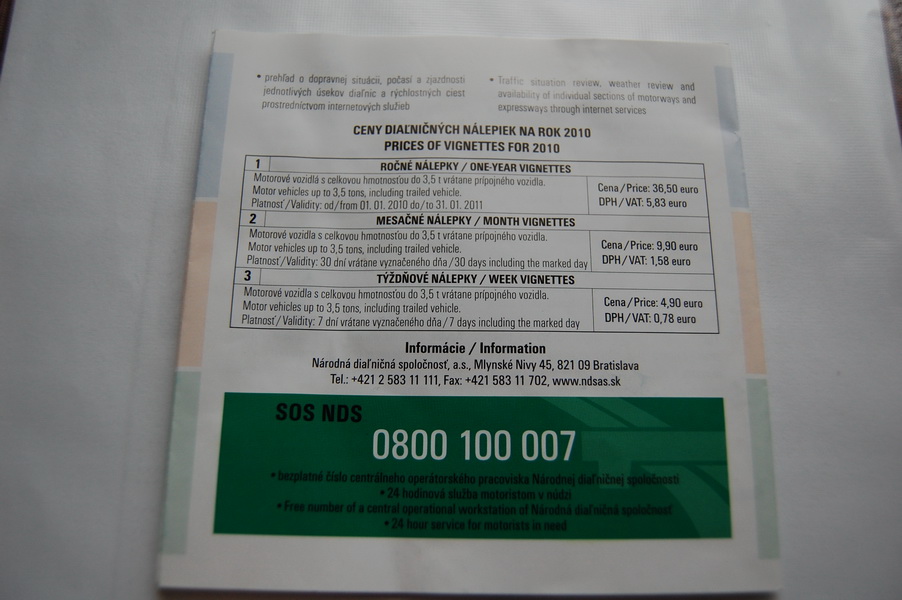 • prehľad o dopravnej situácii, počasí a zjazdnosti
jednotlivých úsekov diaľnic a rýchlostných ciest
prostredníctvom internetových služieb
• Traffic situation review, weather review and
availability of individual sections of motorways and
expressways through internet services
CENY DIAĽNIČNÝCH NÁLEPIEK NA ROK 2010
PRICES OF VIGNETTES FOR 2010
1 ROČNÉ NÁLEPKY / ONE-YEAR VIGNETTES
Motorové vozidlá s celkovou hmotnosťou do 3,5 t vrátane prípojného vozidla.
Motor vehicles up to 3,5 tons, including trailed vehicle.
Platnosť/Validity: od/from 01. 01. 2010 do/to 31. 01. 2011
Cena/Price: 36,50 euro
DPH/VAT: 5,83 euro
2 MESAČNÉ NÁLEPKY / MONTH VIGNETTES
Motorové vozidlá s celkovou hmotnosťou do 3,5 t vrátane prípojného vozidla.
Motor vehicles up to 3,5 tons, including trailed vehicle.
Platnosť/Validity: 30 dní vrátane vyznačeného dňa/30 days including the marked day
Cena/Price: 9,90 euro
DPH/VAT: 1,58 euro
3 TÝŽDŇOVÉ NÁLEPKY / WEEK VIGNETTES
Motorové vozidlá s celkovou hmotnosťou do 3,5 t vrátane prípojného vozidla.
Motor vehicles up to 3,5 tons, including trailed vehicle.
Platnosť/Validity: 7 dní vrátane vyznačeného dňa/7 days including the marked day
Cena/Price: 4,90 euro
DPH/VAT: 0,78 euro
Informácie / Information
Národná diaľničná spoločnosť, a.s., Mlynské Nivy 45, 821 09 Bratislava
Tel.: +421 2 583 11 111, Fax: +421 583 11 702, www.ndsas.sk
SOS NDS
0800 100 007
• bezplatné číslo centrálneho operátorského pracoviska Národnej diaľničnej spoločnosti
• 24 hodinová služba motoristom v núdzi
• Free number of a central operational workstation of Národná diaľničná spoločnosť
• 24 hour service for motorists in need